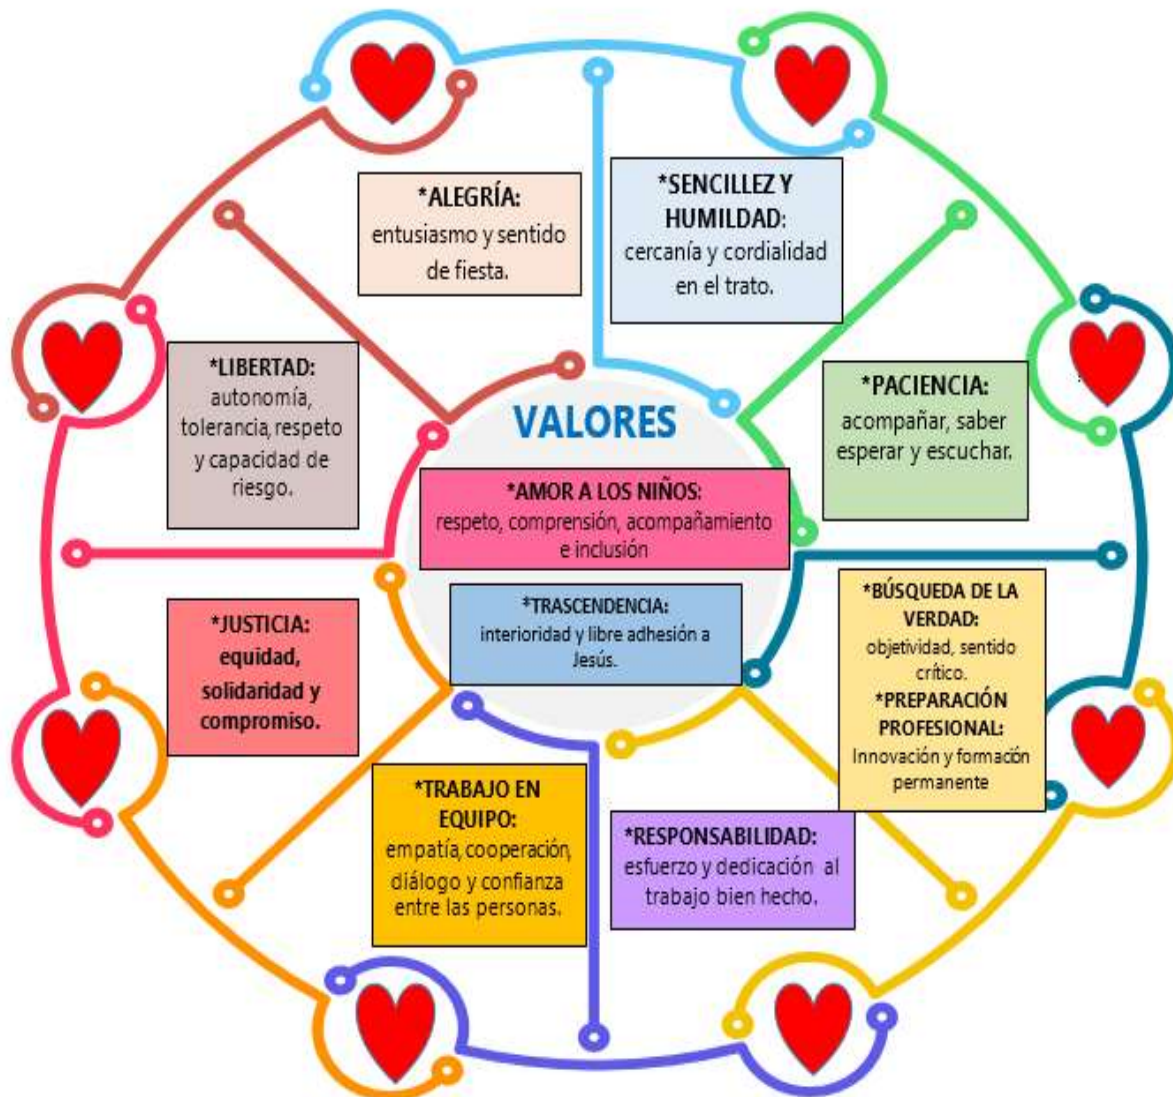 *ALEGRÍA:
entusiasmo y sentido
de fiesta.
*SENCILLEZ Y
HUMILDAD:
cercanía y cordialidad
en el trato.
*LIBERTAD:
autonomía,
tolerancia, respeto
y capacidad de
riesgo.
VALORES
*PACIENCIA:
acompañar, saber
esperar y escuchar.
*AMOR A LOS NIÑOS:
respeto, comprensión, acompañamiento
e inclusión
*TRASCENDENCIA:
interioridad y libre adhesión a
Jesús.
*JUSTICIA:
equidad,
solidaridad y
compromiso.
*BÚSQUEDA DE LA
VERDAD:
objetividad, sentido
crítico.
*PREPARACIÓN
PROFESIONAL:
Innovación y formación
permanente
*TRABAJO EN
EQUIPO:
empatía, cooperación,
diálogo y confianza
entre las personas.
*RESPONSABILIDAD:
esfuerzo y dedicación al
trabajo bien hecho.